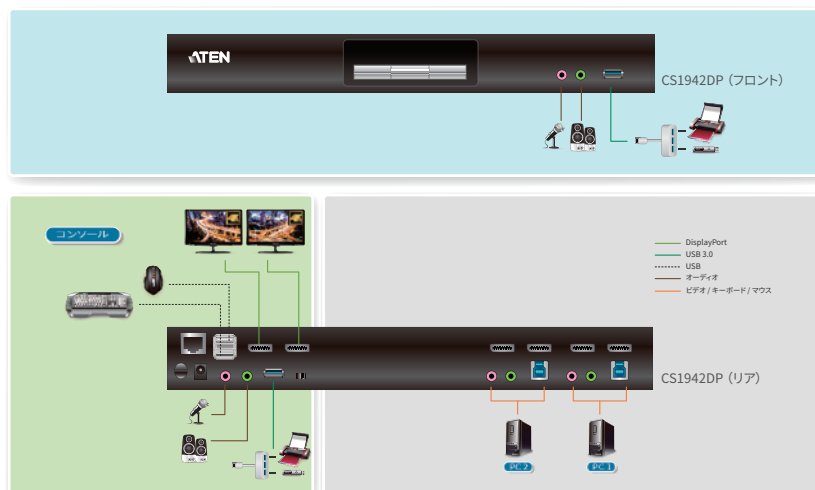 ATEN
CS1942DP（フロント）
コンソール
DisplayPort
USB 3.0
USB
オーディオ
ビデオ / キーボード / マウス
CS1942DP（リア）
PC 2
PC 1